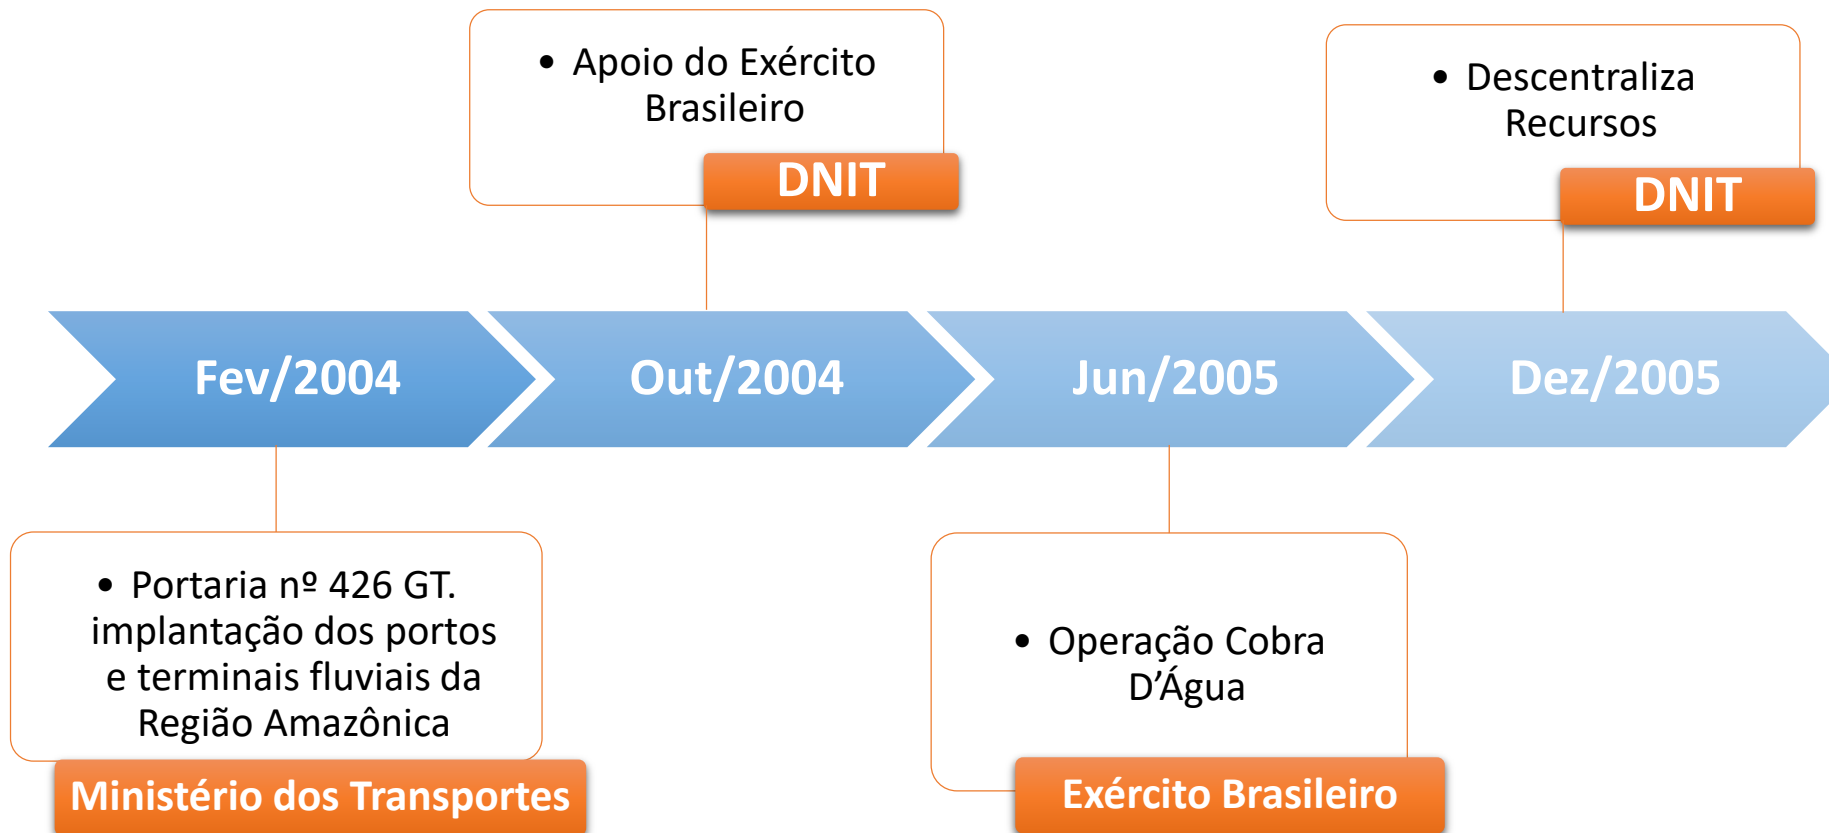 • Apoio do Exército
Brasileiro
DNIT
• Descentraliza
Recursos
DNIT
Fev/2004
Out/2004
Jun/2005
Dez/2005
• Portaria nº 426 GT.
implantação dos portos
e terminais fluviais da
Região Amazônica
Ministério dos Transportes
• Operação Cobra
D’Água
Exército Brasileiro